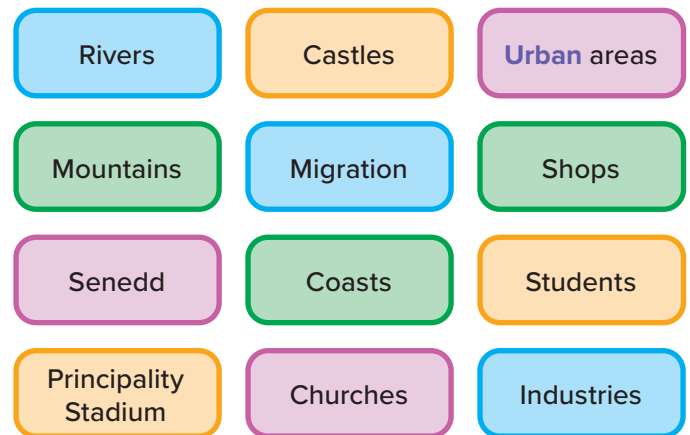 Rivers
Castles
Urban areas
Mountains
Migration
Shops
Senedd
Coasts
Students
Principality
Stadium
Churches
Industries